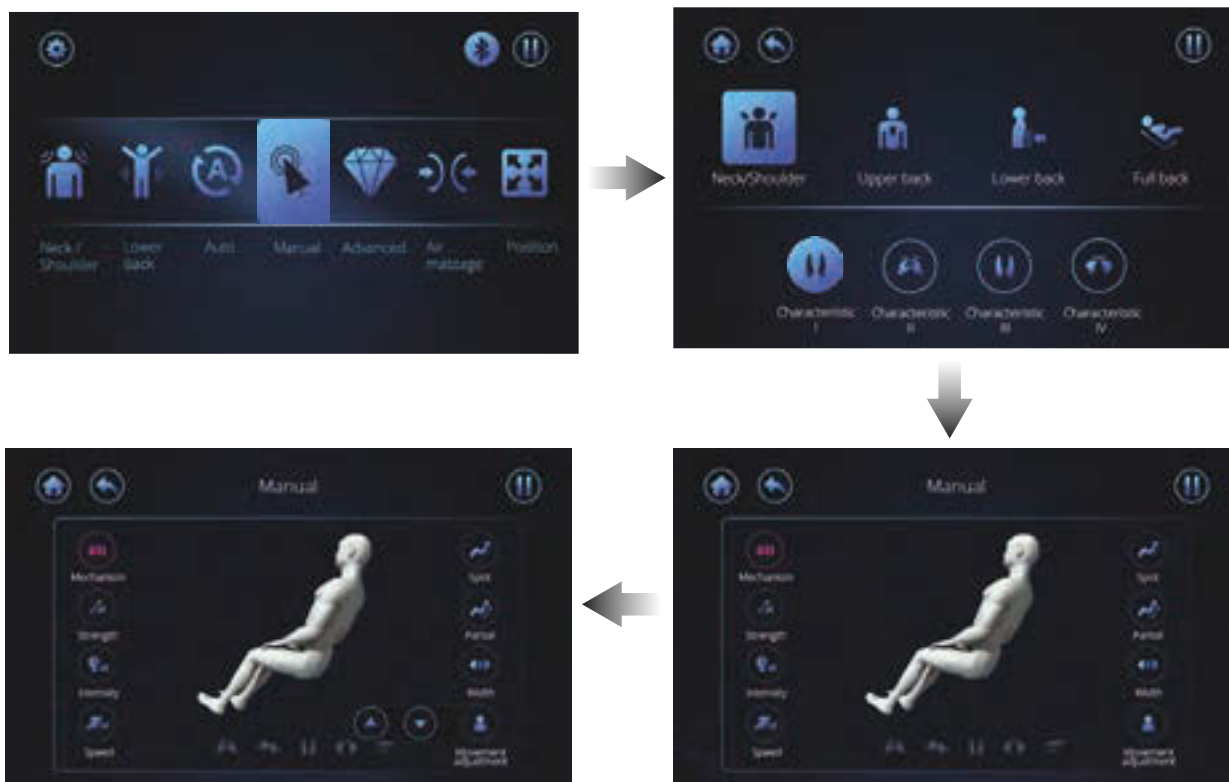 Neck / Shoulder
Lower back
Auto
Manual
Advanced
Air massage
Position
A
Neck/Shoulder
Upper back
Lower back
Full back
Characteristic I
Characteristic II
Characteristic III
Characteristic IV
Manual
Mechanism
Strength
Intensity
Speed
Spot
Partial
Width
Movement adjustment
Manual
Mechanism
Strength
Intensity
Speed
Spot
Partial
Width
Movement adjustment